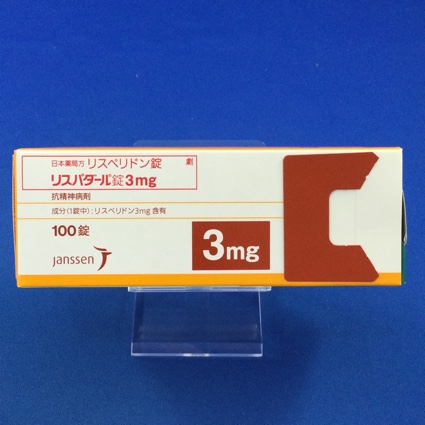 日本薬局方 リスペリドン錠 劇
リスパダール錠3mg
抗精神病剤
成分(1錠中):リスペリドン3mg 含有
100錠
3mg
janssen